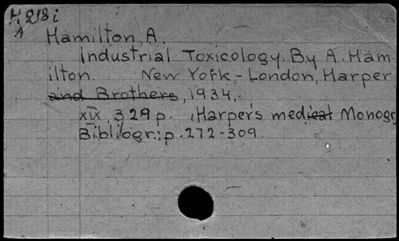 H218i
A
Hamilton, A.
Industrial Toxicology. By A. Ham-
ilton. New York - London, Harper
and Brothers, 1934.
XIX, 329 p. (Harper's medical Monogr
Bibliogr.: p. 272-309.